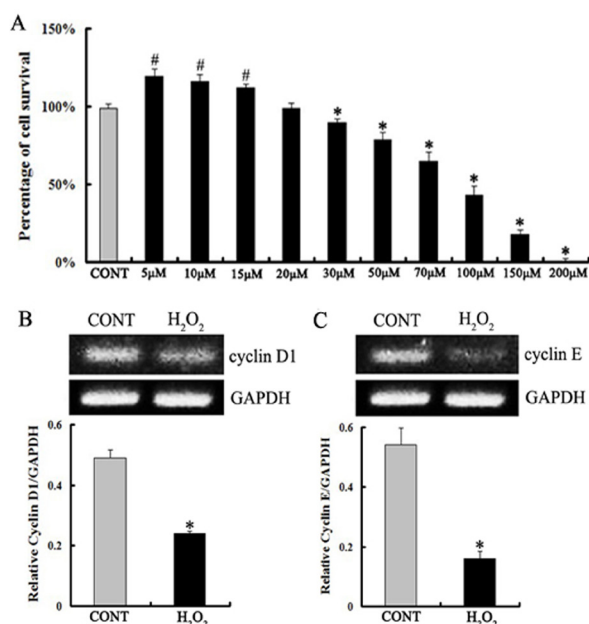 A
Percentage of cell survival
150%
100%
50%
0%
# # # * * * * * *
CONT 5μM 10μM 15μM 20μM 30μM 50μM 70μM 100μM 150μM 200μM
B
CONT H₂O₂
cyclin D1
GAPDH
Relative Cyclin D1/GAPDH
0.6
0.4
0.2
0
*
CONT H₂O₂
C
CONT H₂O₂
cyclin E
GAPDH
Relative Cyclin E/GAPDH
0.6
0.4
0.2
0
*
CONT H₂O₂